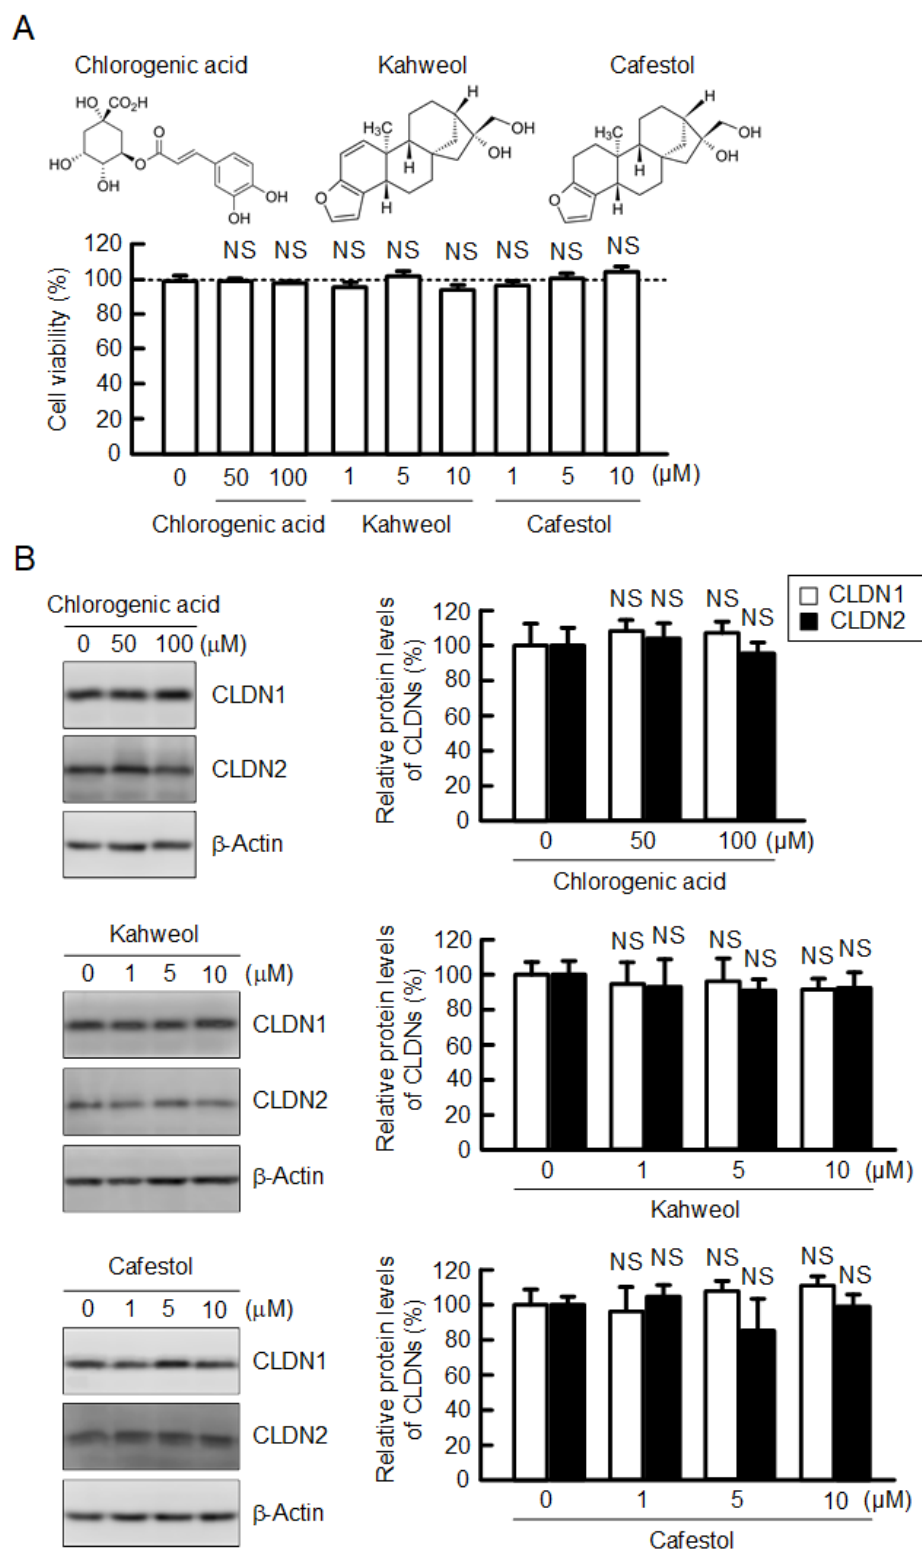 A
Chlorogenic acid Kahweol Cafestol
HO CO₂H
O
HO
O
OH
OH
HO
H
H₃C
OH
OH
H
O
H
H
H₃C
OH
OH
H
O
H
NS NS NS NS NS NS NS NS
Cell viability (%)
120
100
80
60
40
20
0
0 50 100 1 5 10 1 5 10 (μM)
Chlorogenic acid Kahweol Cafestol
B
Chlorogenic acid
0 50 100 (μM)
CLDN1
CLDN2
β-Actin
CLDN1
CLDN2
NS NS NS NS
Relative protein levels
of CLDNs (%)
120
100
80
60
40
20
0
0 50 100 (μM)
Chlorogenic acid
Kahweol
0 1 5 10 (μM)
CLDN1
CLDN2
β-Actin
NS NS NS NS NS NS
Relative protein levels
of CLDNs (%)
120
100
80
60
40
20
0
0 1 5 10 (μM)
Kahweol
Cafestol
0 1 5 10 (μM)
CLDN1
CLDN2
β-Actin
NS NS NS NS NS NS
Relative protein levels
of CLDNs (%)
120
100
80
60
40
20
0
0 1 5 10 (μM)
Cafestol